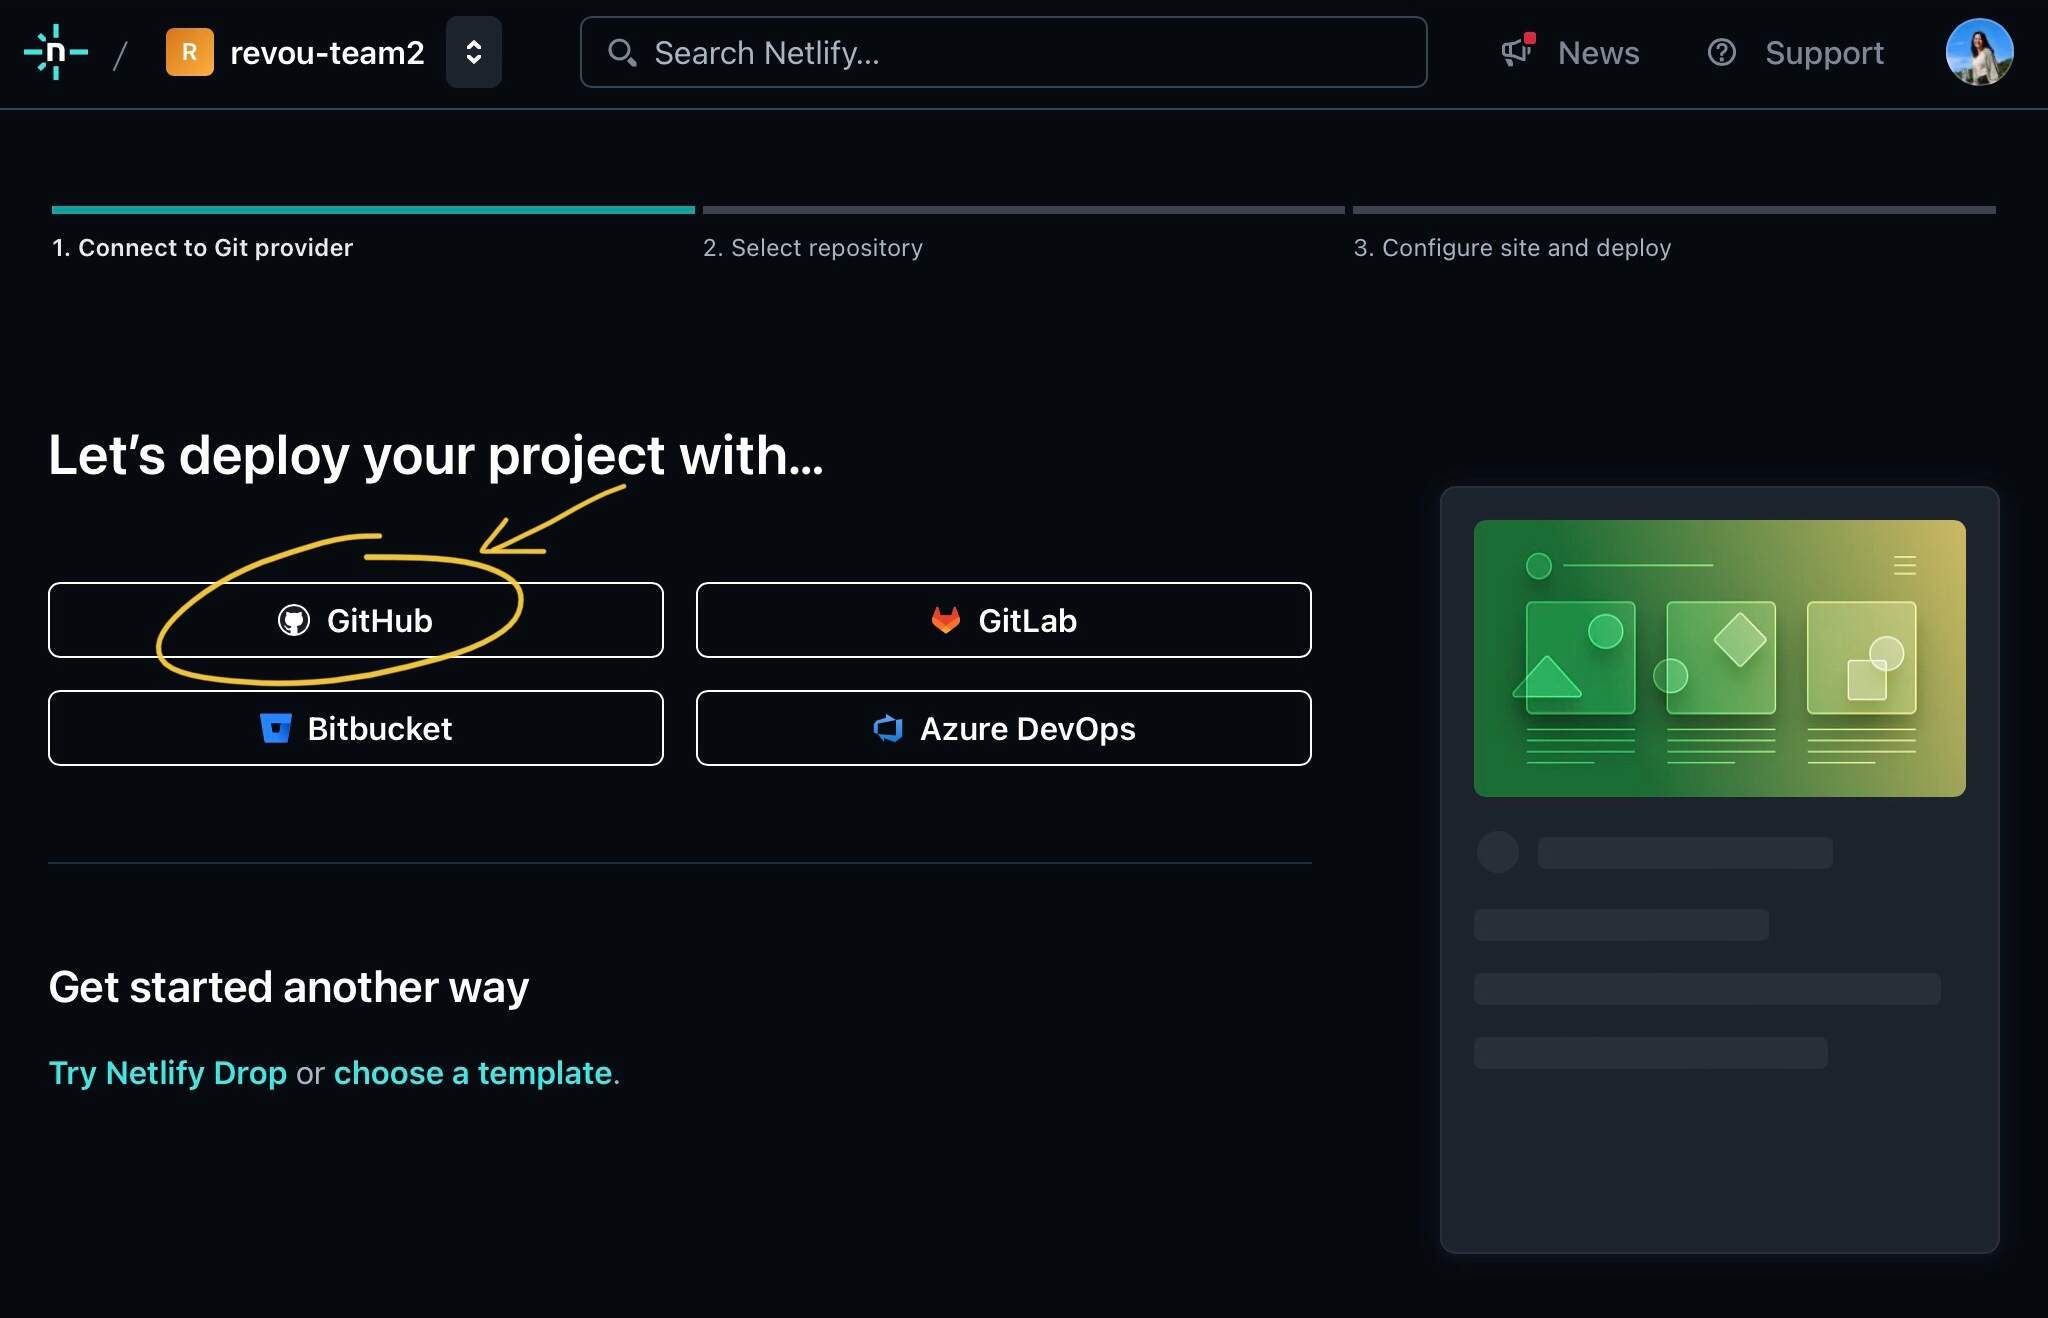 n / R revou-team2 Search Netlify... News Support
1. Connect to Git provider 2. Select repository 3. Configure site and deploy
Let's deploy your project with...
GitHub GitLab
Bitbucket Azure DevOps
Get started another way
Try Netlify Drop or choose a template.